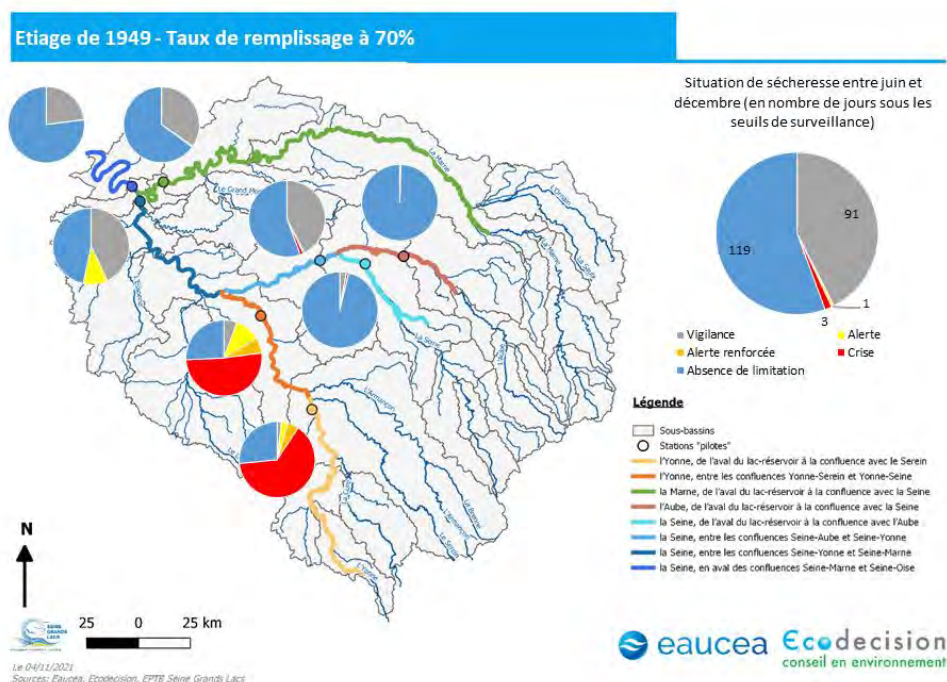 Etiage de 1949 - Taux de remplissage à 70%
Situation de sécheresse entre juin et
décembre (en nombre de jours sous les
seuils de surveillance)
91
119
1
3
Vigilance
Alerte
Alerte renforcée
Crise
Absence de limitation
La Marne
Le Grand
L'Armançon
L'Armançon
L'Yonne
Légende
Sous-bassins
Stations "pilotes"
l'Yonne, de l'aval du lac-réservoir à la confluence avec le Serein
l'Yonne, entre les confluences Yonne-Serein et Yonne-Seine
la Marne, de l'aval du lac-réservoir à la confluence avec la Seine
l'Aube, de l'aval du lac-réservoir à la confluence avec la Seine
la Seine, de l'aval du lac-réservoir à la confluence avec l'Aube
la Seine, entre les confluences Seine-Aube et Seine-Yonne
la Seine, entre les confluences Seine-Yonne et Seine-Marne
la Seine, en aval des confluences Seine-Marne et Seine-Oise
N
25 0 25 km
SEINE
GRANDS
LACS
eaucea
Ecodecision
conseil en environnement
Le 04/11/2021
Sources: Eaucea, Ecodecision, EPTB Seine Grands Lacs